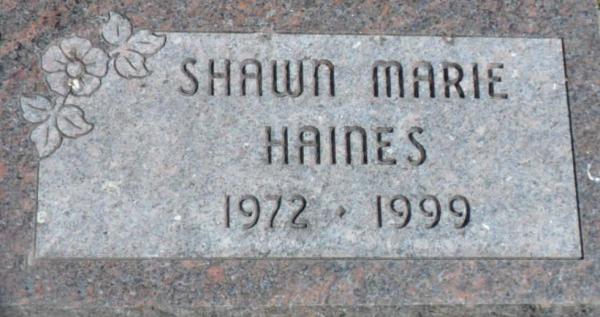 SHAWN MARIE
HAINES
1972 · 1999